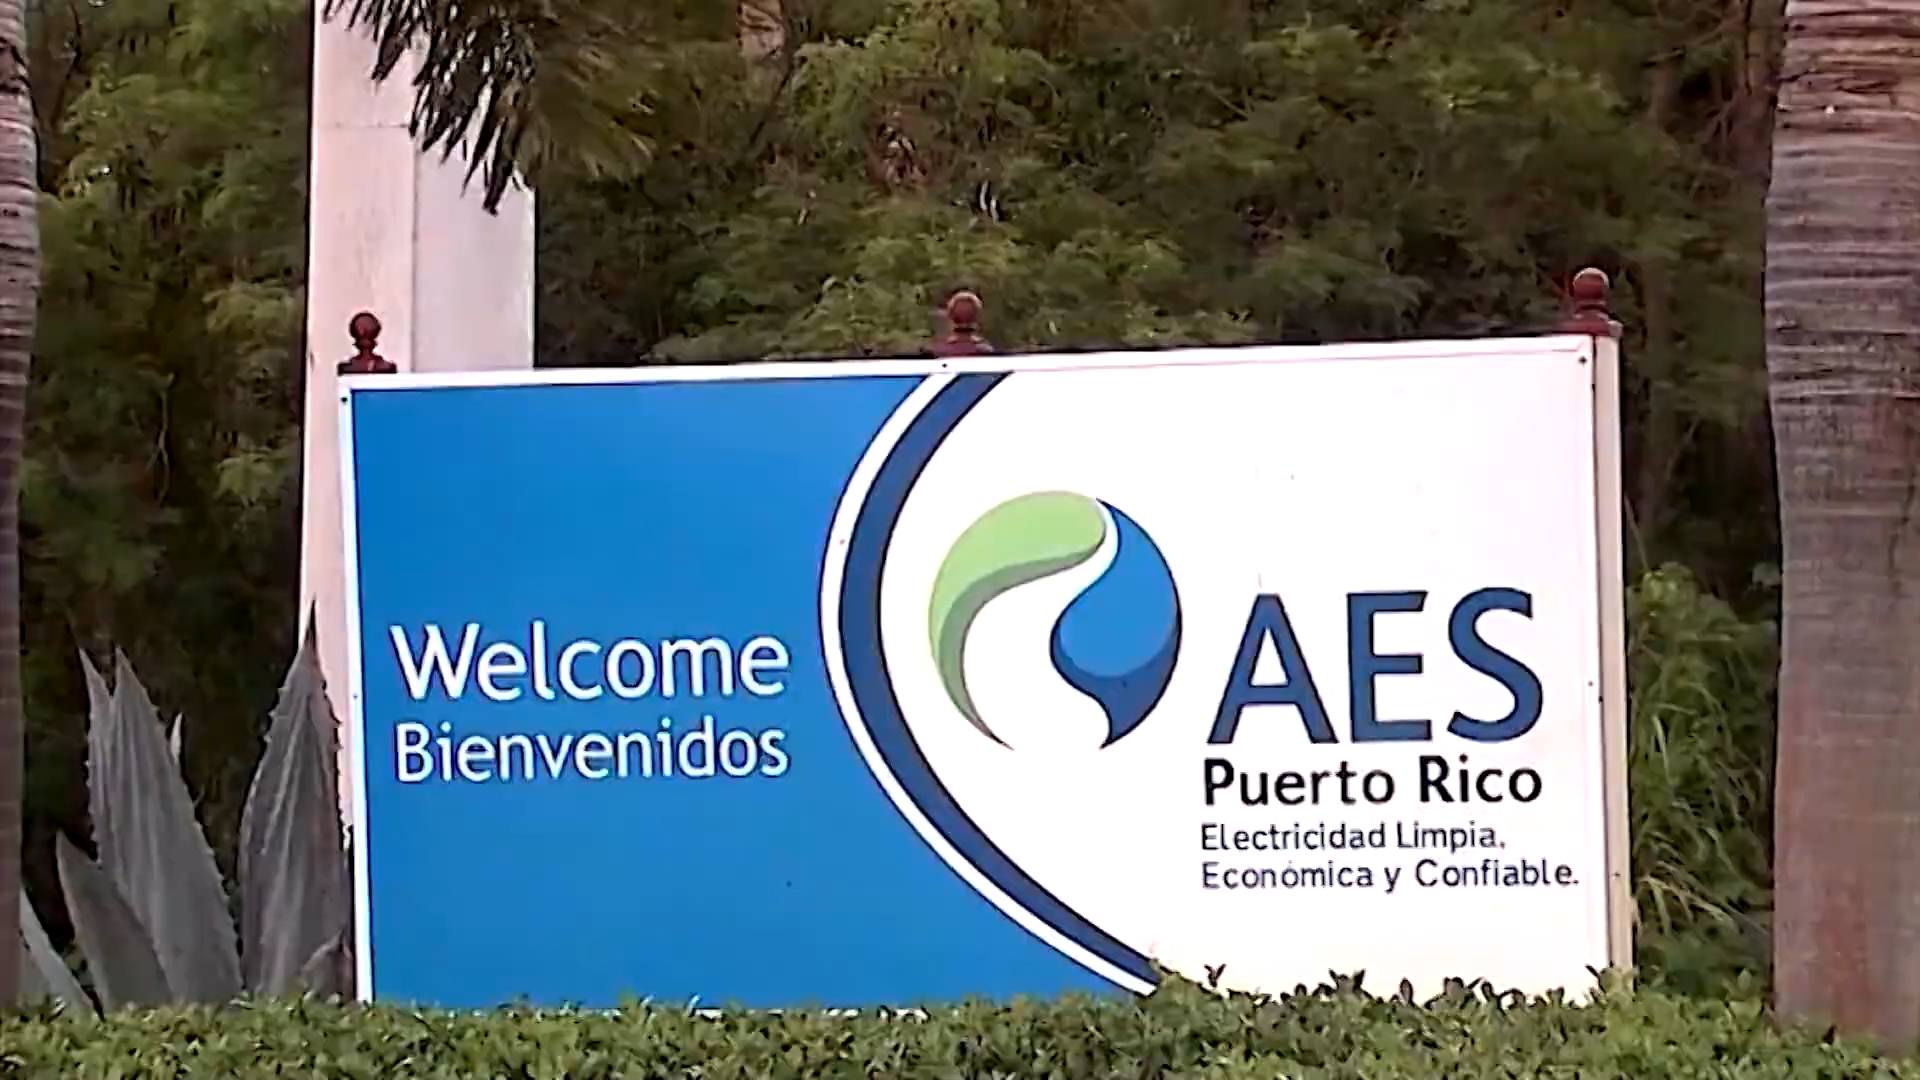 Welcome
Bienvenidos
AES
Puerto Rico
Electricidad Limpia,
Económica y Confiable.